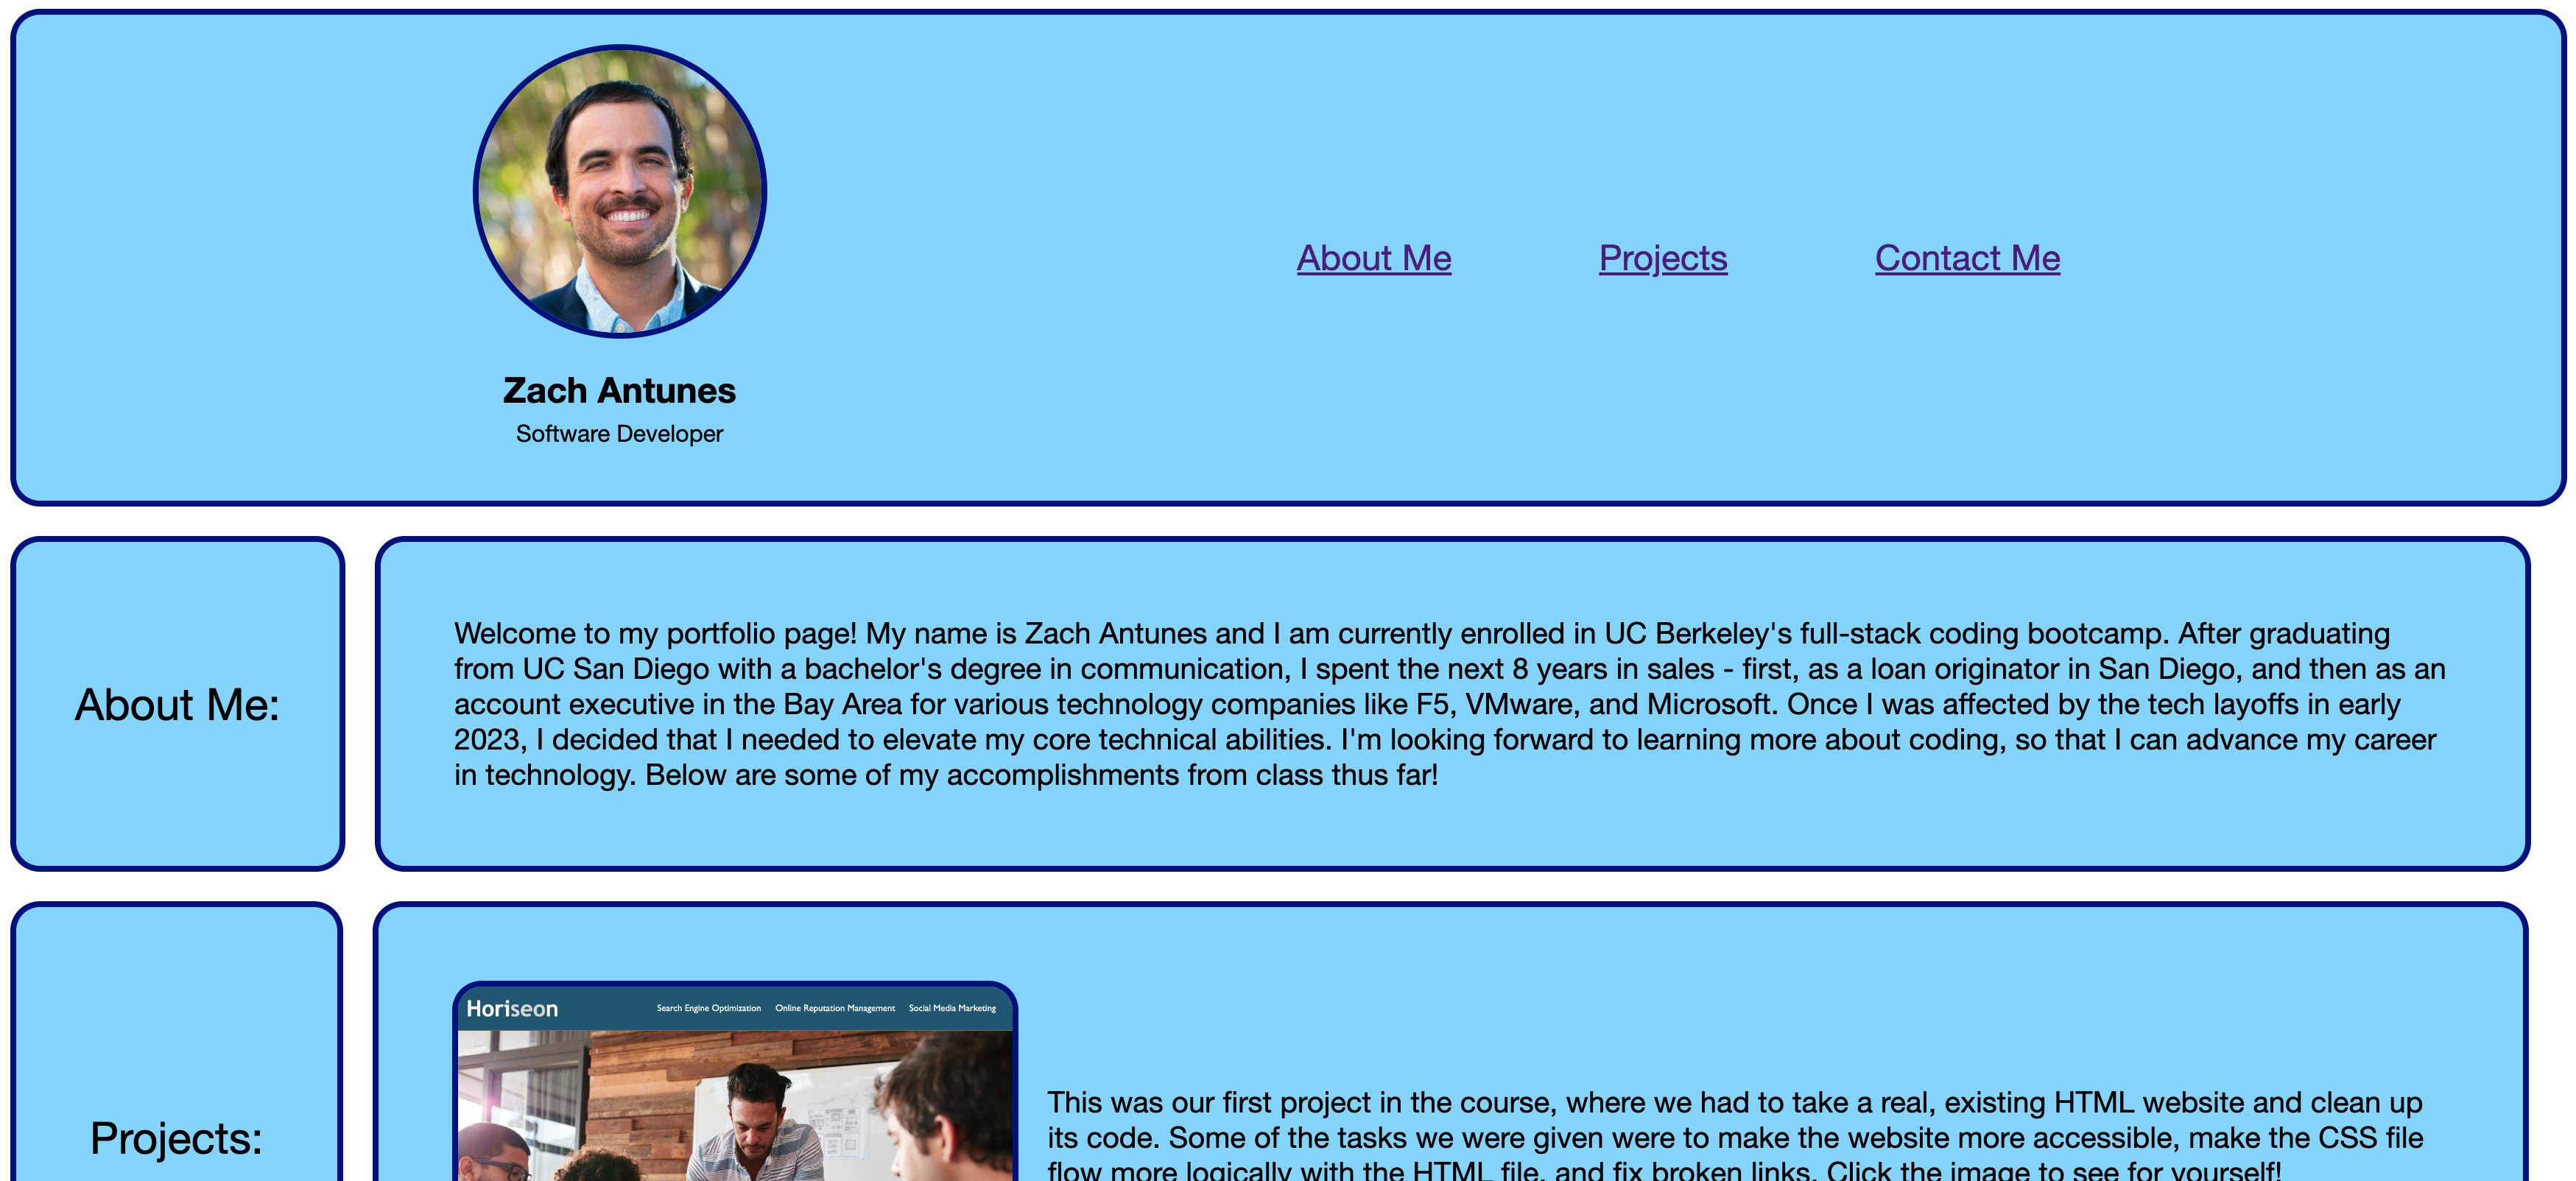 Zach Antunes
Software Developer
About Me
Projects
Contact Me
About Me:
Welcome to my portfolio page! My name is Zach Antunes and I am currently enrolled in UC Berkeley's full-stack coding bootcamp. After graduating
from UC San Diego with a bachelor's degree in communication, I spent the next 8 years in sales - first, as a loan originator in San Diego, and then as an
account executive in the Bay Area for various technology companies like F5, VMware, and Microsoft. Once I was affected by the tech layoffs in early
2023, I decided that I needed to elevate my core technical abilities. I'm looking forward to learning more about coding, so that I can advance my career
in technology. Below are some of my accomplishments from class thus far!
Projects:
Horiseon
Search Engine Optimization
Online Reputation Management
Social Media Marketing
This was our first project in the course, where we had to take a real, existing HTML website and clean up
its code. Some of the tasks we were given were to make the website more accessible, make the CSS file
flow more logically with the HTML file, and fix broken links. Click the image to see for yourself!